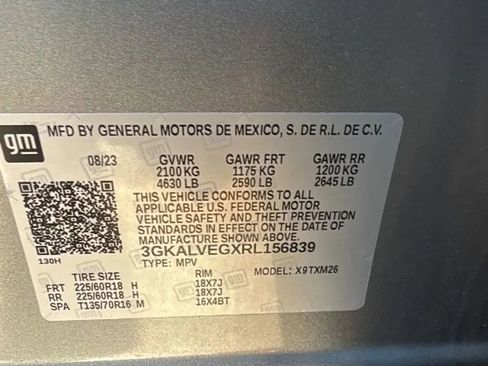 gm
MFD BY GENERAL MOTORS DE MEXICO, S. DE R.L. DE C.V.
08/23 GVWR GAWR FRT GAWR RR
2100 KG 1175 KG 1200 KG
4630 LB 2590 LB 2645 LB
THIS VEHICLE CONFORMS TO ALL
APPLICABLE U.S. FEDERAL MOTOR
VEHICLE SAFETY AND THEFT PREVENTION
STANDARDS IN EFFECT ON THE DATE OF
MANUFACTURE SHOWN ABOVE.
3GKALVEGXRL156839
130H
TYPE: MPV MODEL: X9TXM26
TIRE SIZE RIM
FRT 225/60R18 H 18X7J
RR 225/60R18 H 18X7J
SPA T135/70R16 M 16X4BT